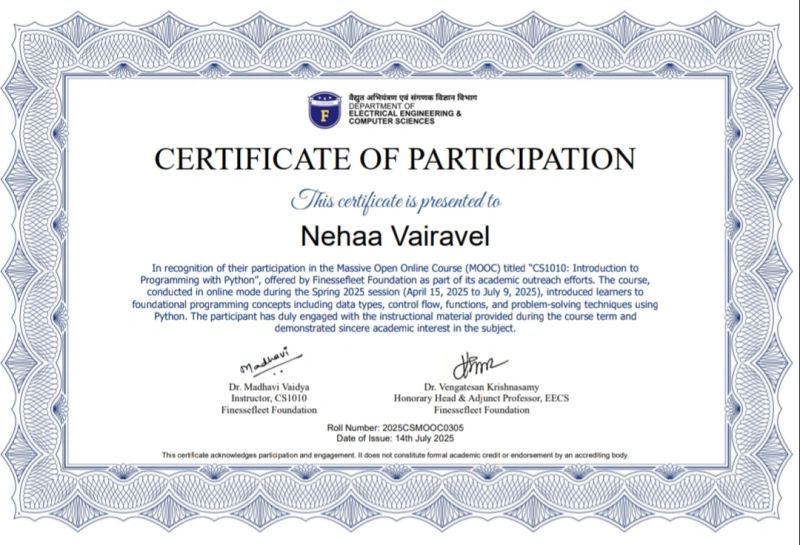 वैद्युत अभियंत्रण एवं संगणक विज्ञान विभाग
DEPARTMENT OF
ELECTRICAL ENGINEERING &
COMPUTER SCIENCES
F
CERTIFICATE OF PARTICIPATION
This certificate is presented to
Nehaa Vairavel
In recognition of their participation in the Massive Open Online Course (MOOC) titled “CS1010: Introduction to
Programming with Python”, offered by Finessefleet Foundation as part of its academic outreach efforts. The course,
conducted in online mode during the Spring 2025 session (April 15, 2025 to July 9, 2025), introduced learners to
foundational programming concepts including data types, control flow, functions, and problem-solving techniques using
Python. The participant has duly engaged with the instructional material provided during the course term and
demonstrated sincere academic interest in the subject.
Madhavi
Dr. Madhavi Vaidya
Instructor, CS1010
Finessefleet Foundation
Dr. Vengatesan Krishnasamy
Honorary Head & Adjunct Professor, EECS
Finessefleet Foundation
Roll Number: 2025CSMOOC0305
Date of Issue: 14th July 2025
This certificate acknowledges participation and engagement. It does not constitute formal academic credit or endorsement by an accrediting body.